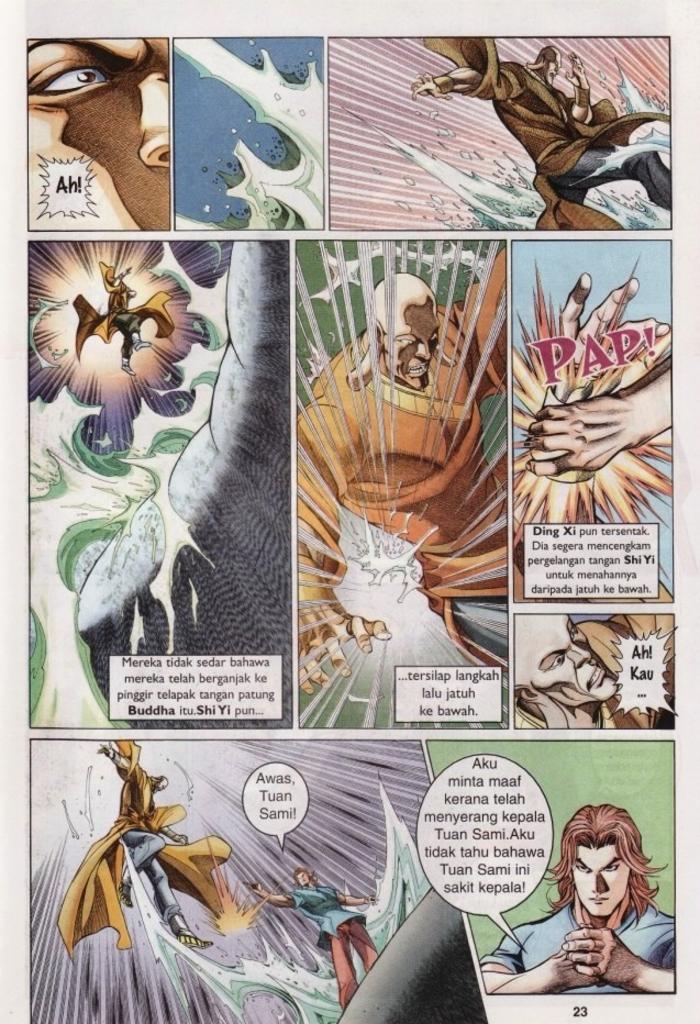 Ah!
Mereka tidak sedar bahawa
mereka telah berganjak ke
pinggir telapak tangan patung
Buddha itu.Shi Yi pun...
...tersilap langkah
lalu jatuh
ke bawah.
PAP!
Ding Xi pun tersentak.
Dia segera mencengkam
pergelangan tangan Shi Yi
untuk menahannya
daripada jatuh ke bawah.
Ah!
Kau
...
Awas,
Tuan
Sami!
Aku
minta maaf
kerana telah
menyerang kepala
Tuan Sami.Aku
tidak tahu bahawa
Tuan Sami ini
sakit kepala!
23